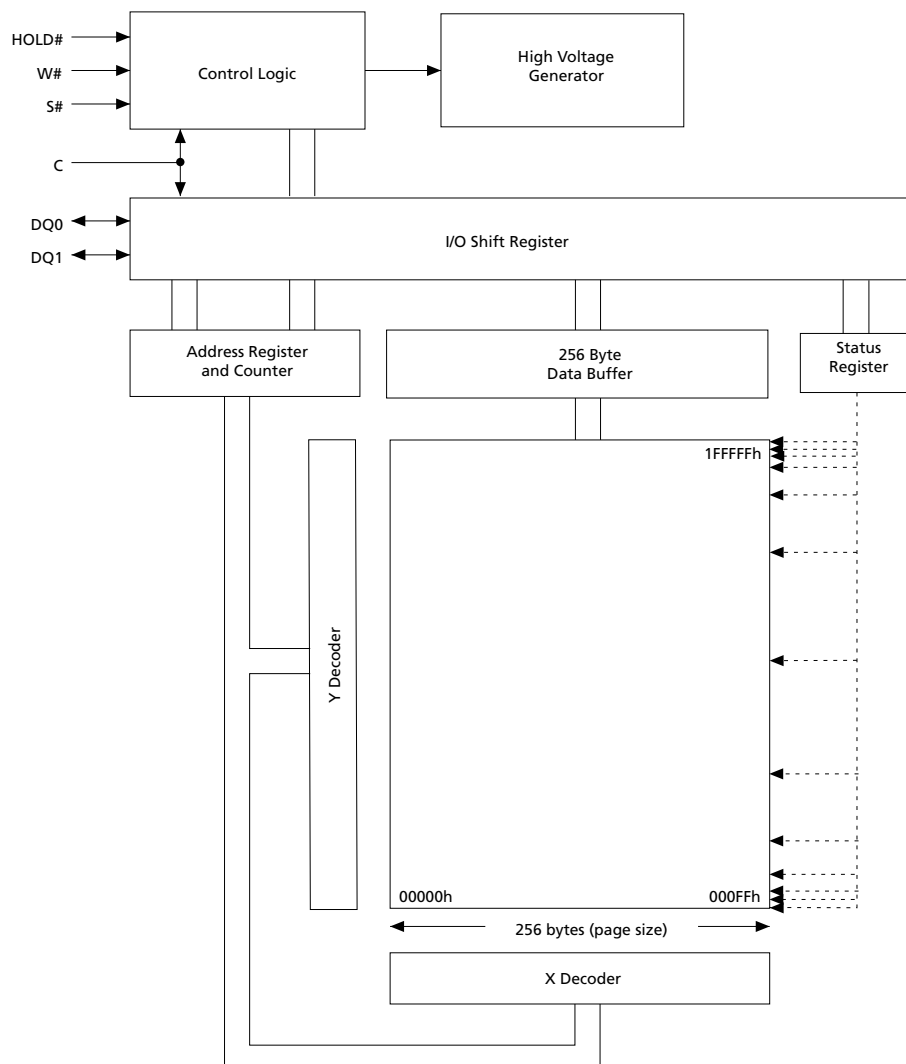 HOLD#
W#
S#
C
DQ0
DQ1
Control Logic
High Voltage
Generator
I/O Shift Register
Address Register
and Counter
256 Byte
Data Buffer
Status
Register
1FFFFFh
Y Decoder
00000h
000FFh
256 bytes (page size)
X Decoder